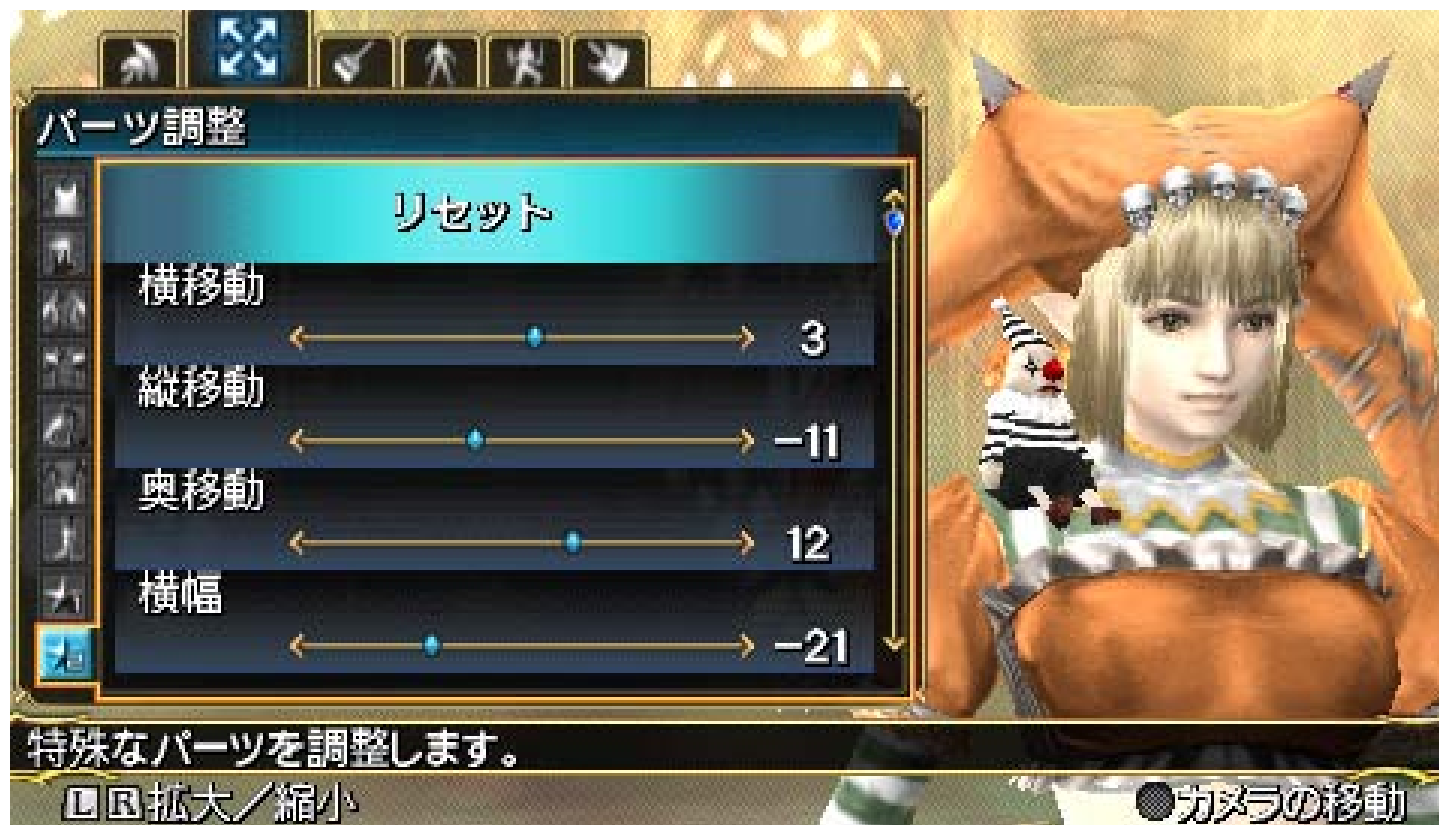 パーツ調整
リセット
横移動
3
縦移動
-11
奥移動
12
横幅
-21
特殊なパーツを調整します。
L R 拡大/縮小
カメラの移動